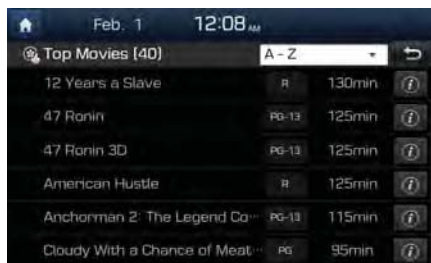 Feb. 1 12:08 AM
Top Movies (40) A - Z
12 Years a Slave R 130min
47 Ronin PG-13 125min
47 Ronin 3D PG-13 125min
American Hustle R 125min
Anchorman 2: The Legend Co··· PG-13 115min
Cloudy With a Chance of Meat··· PG 95min